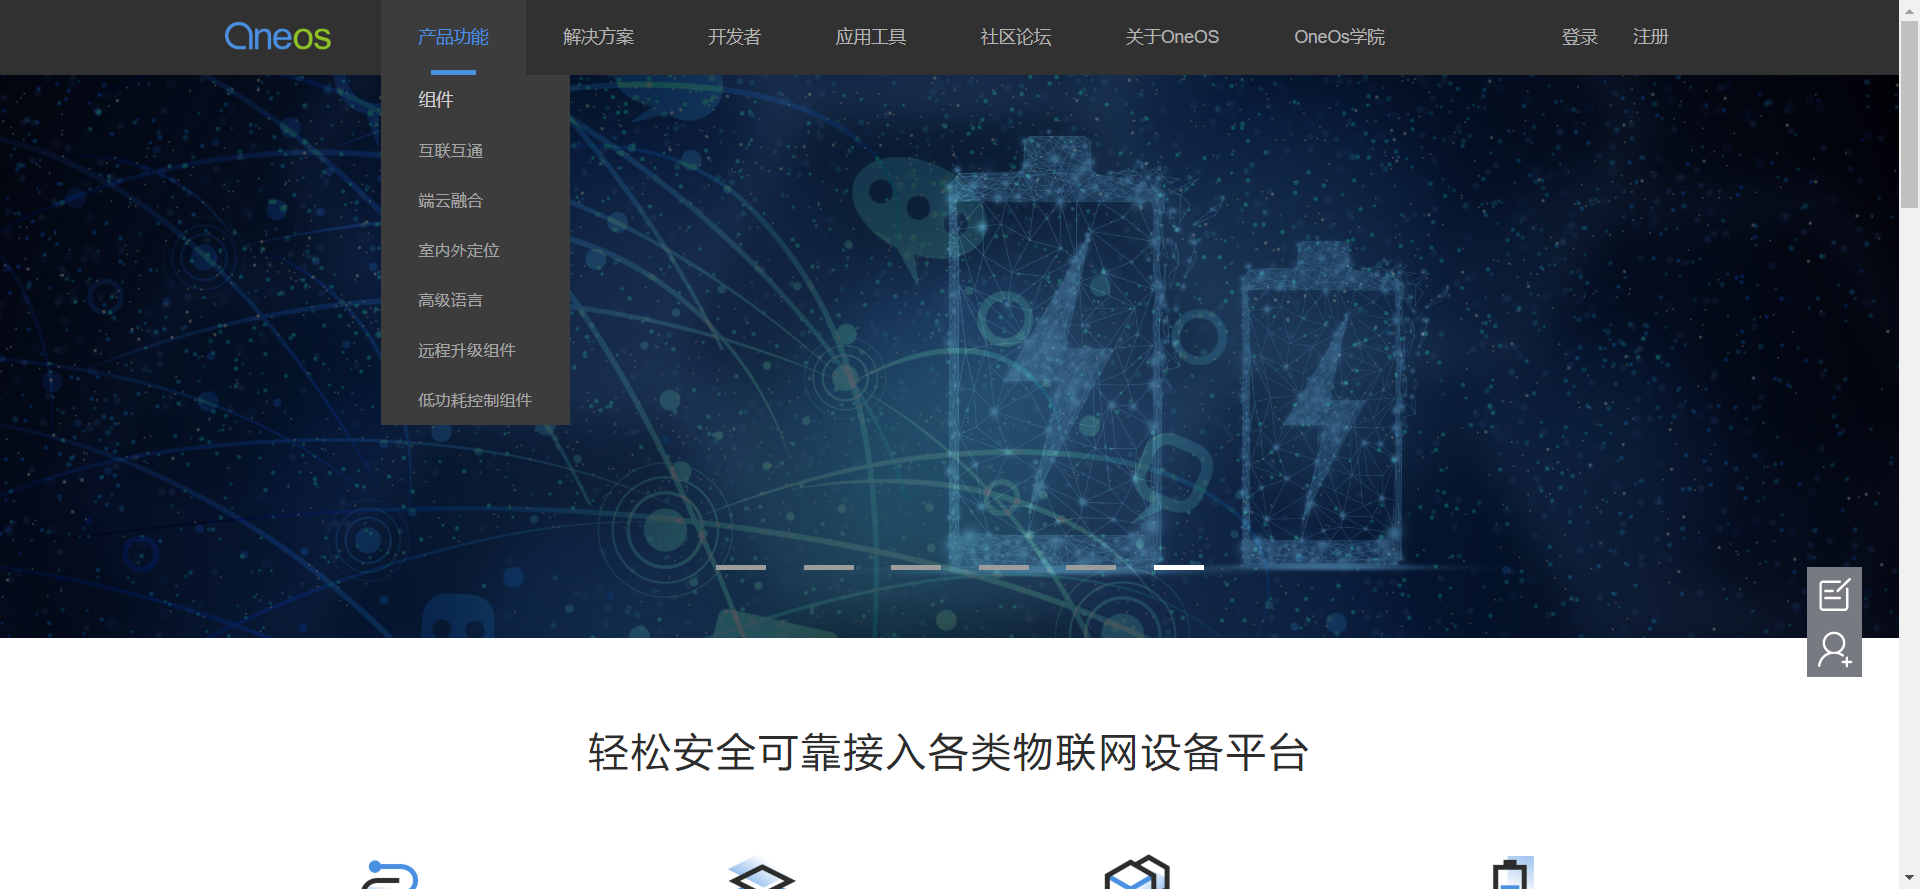 Oneos
产品功能 解决方案 开发者 应用工具 社区论坛 关于OneOS OneOs学院 登录 注册
组件
互联互通
端云融合
室内外定位
高级语言
远程升级组件
低功耗控制组件
轻松安全可靠接入各类物联网设备平台